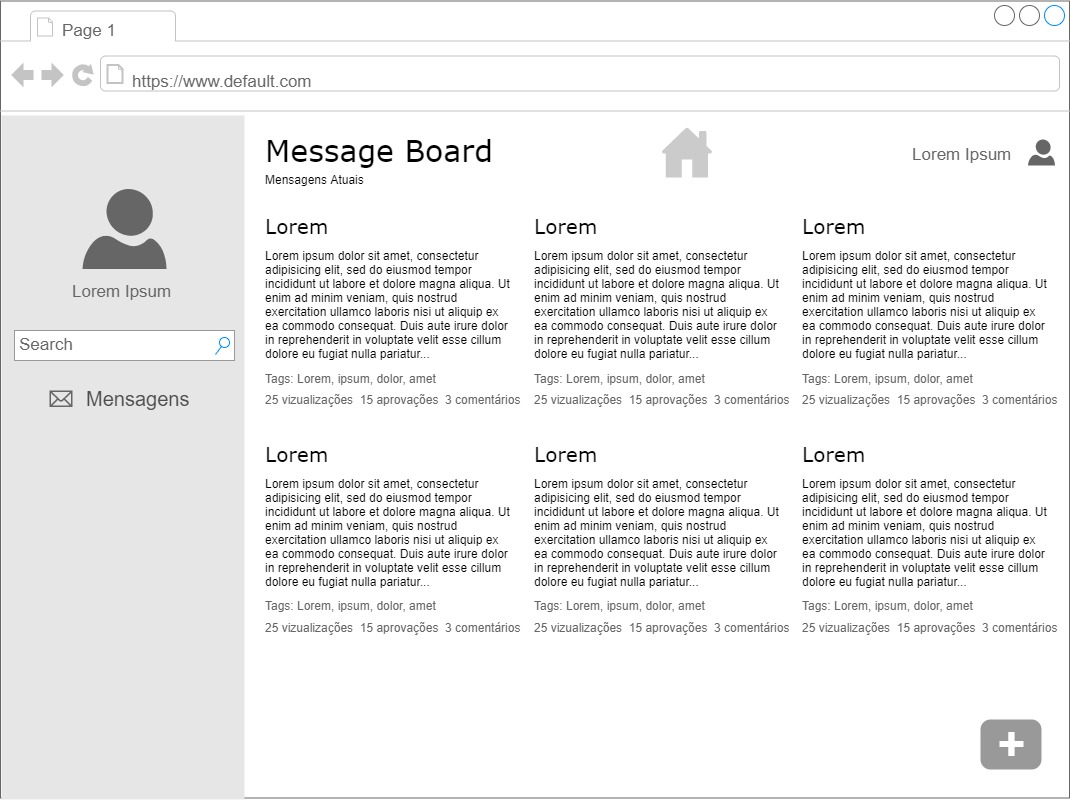 Page 1
https://www.default.com
Message Board
Mensagens Atuais
Lorem Ipsum
Lorem Ipsum
Search
Mensagens
Lorem
Lorem ipsum dolor sit amet, consectetur
adipisicing elit, sed do eiusmod tempor
incididunt ut labore et dolore magna aliqua. Ut
enim ad minim veniam, quis nostrud
exercitation ullamco laboris nisi ut aliquip ex
ea commodo consequat. Duis aute irure dolor
in reprehenderit in voluptate velit esse cillum
dolore eu fugiat nulla pariatur...
Tags: Lorem, ipsum, dolor, amet
25 vizualizações 15 aprovações 3 comentários
Lorem
Lorem ipsum dolor sit amet, consectetur
adipisicing elit, sed do eiusmod tempor
incididunt ut labore et dolore magna aliqua. Ut
enim ad minim veniam, quis nostrud
exercitation ullamco laboris nisi ut aliquip ex
ea commodo consequat. Duis aute irure dolor
in reprehenderit in voluptate velit esse cillum
dolore eu fugiat nulla pariatur...
Tags: Lorem, ipsum, dolor, amet
25 vizualizações 15 aprovações 3 comentários
Lorem
Lorem ipsum dolor sit amet, consectetur
adipisicing elit, sed do eiusmod tempor
incididunt ut labore et dolore magna aliqua. Ut
enim ad minim veniam, quis nostrud
exercitation ullamco laboris nisi ut aliquip ex
ea commodo consequat. Duis aute irure dolor
in reprehenderit in voluptate velit esse cillum
dolore eu fugiat nulla pariatur...
Tags: Lorem, ipsum, dolor, amet
25 vizualizações 15 aprovações 3 comentários
Lorem
Lorem ipsum dolor sit amet, consectetur
adipisicing elit, sed do eiusmod tempor
incididunt ut labore et dolore magna aliqua. Ut
enim ad minim veniam, quis nostrud
exercitation ullamco laboris nisi ut aliquip ex
ea commodo consequat. Duis aute irure dolor
in reprehenderit in voluptate velit esse cillum
dolore eu fugiat nulla pariatur...
Tags: Lorem, ipsum, dolor, amet
25 vizualizações 15 aprovações 3 comentários
Lorem
Lorem ipsum dolor sit amet, consectetur
adipisicing elit, sed do eiusmod tempor
incididunt ut labore et dolore magna aliqua. Ut
enim ad minim veniam, quis nostrud
exercitation ullamco laboris nisi ut aliquip ex
ea commodo consequat. Duis aute irure dolor
in reprehenderit in voluptate velit esse cillum
dolore eu fugiat nulla pariatur...
Tags: Lorem, ipsum, dolor, amet
25 vizualizações 15 aprovações 3 comentários
Lorem
Lorem ipsum dolor sit amet, consectetur
adipisicing elit, sed do eiusmod tempor
incididunt ut labore et dolore magna aliqua. Ut
enim ad minim veniam, quis nostrud
exercitation ullamco laboris nisi ut aliquip ex
ea commodo consequat. Duis aute irure dolor
in reprehenderit in voluptate velit esse cillum
dolore eu fugiat nulla pariatur...
Tags: Lorem, ipsum, dolor, amet
25 vizualizações 15 aprovações 3 comentários